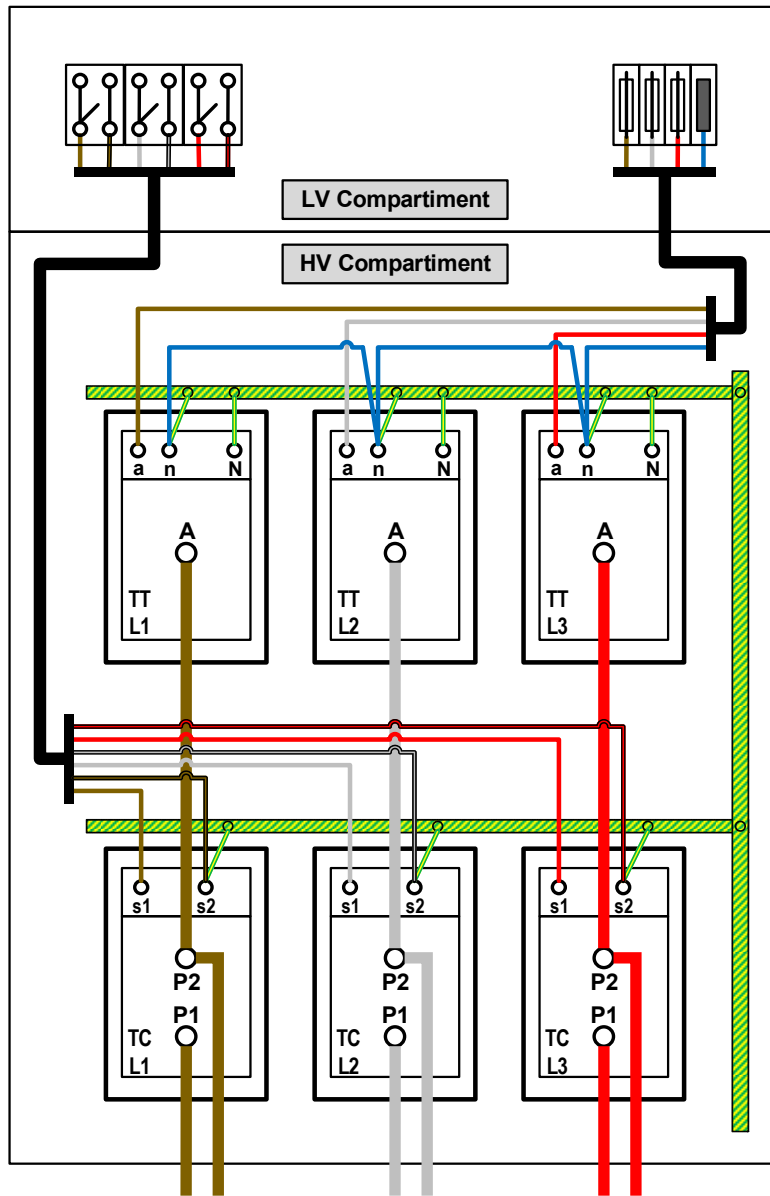 LV Compartiment
HV Compartiment
a n N
a n N
a n N
A
A
A
TT
L1
TT
L2
TT
L3
s1 s2
s1 s2
s1 s2
P2
P2
P2
P1
P1
P1
TC
L1
TC
L2
TC
L3